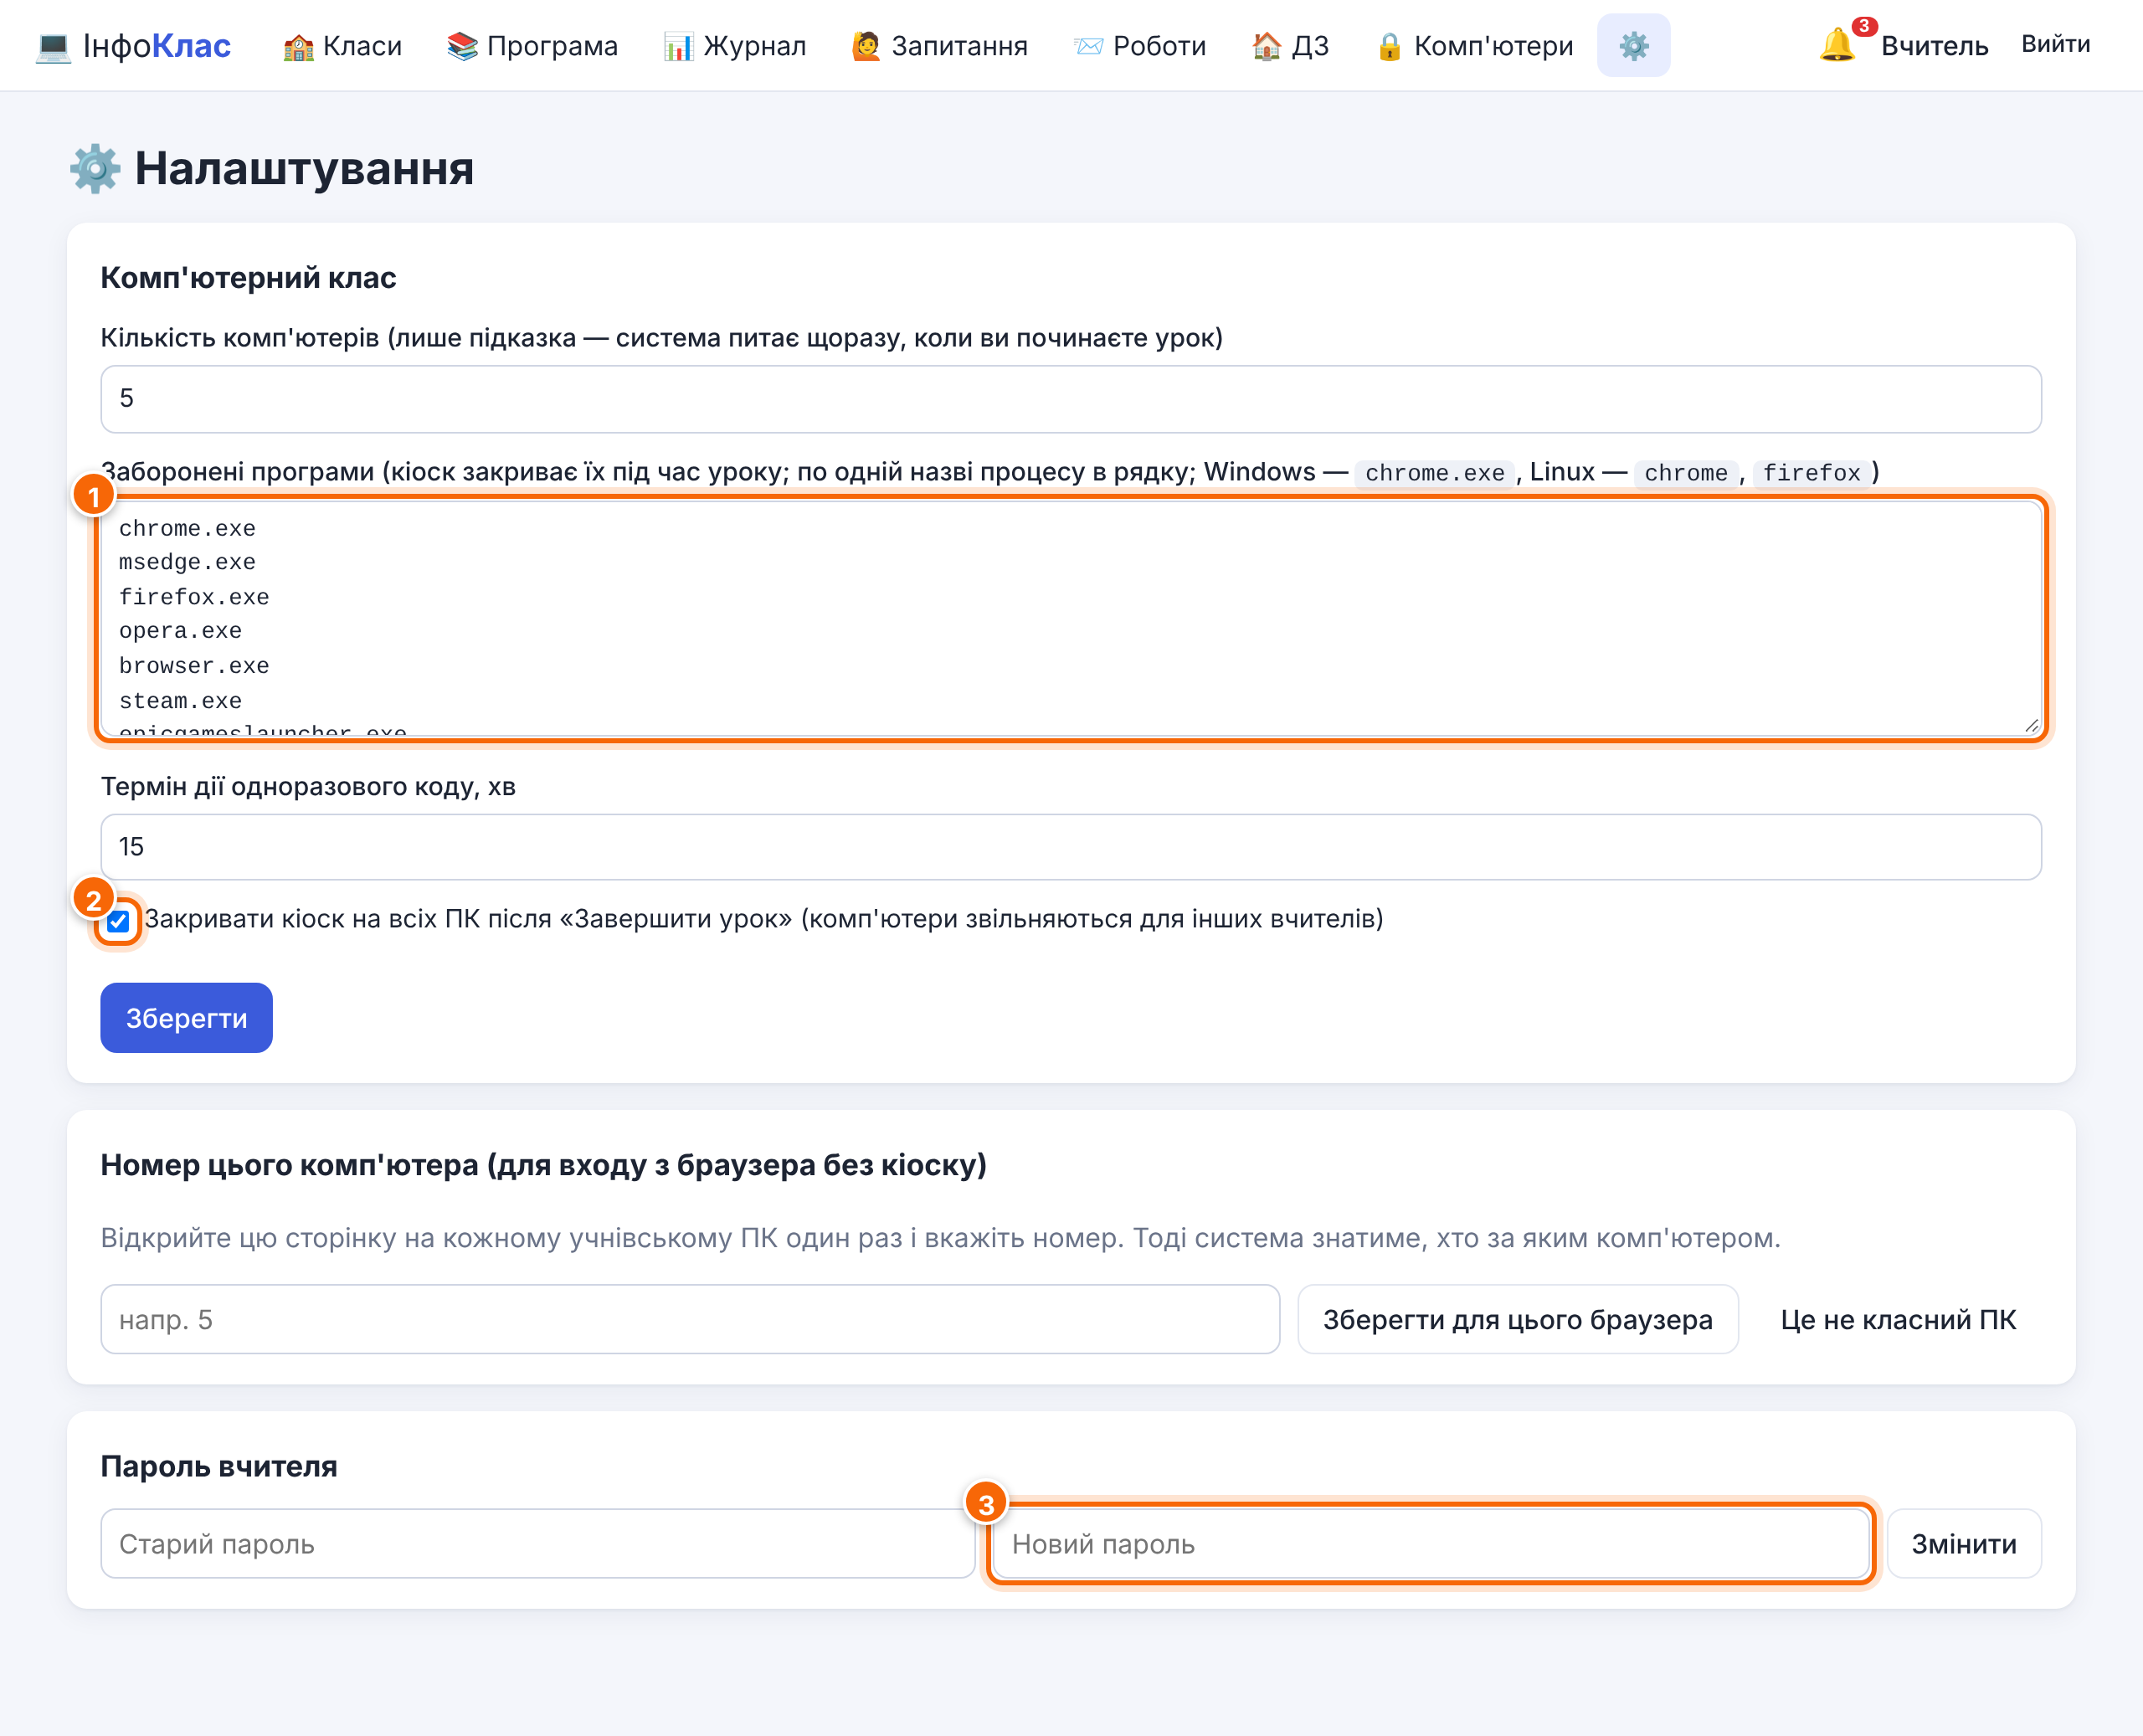 ІнфоКлас Класи Програма Журнал Запитання Роботи ДЗ Комп'ютери 3 Вчитель Вийти
Налаштування
Комп'ютерний клас
Кількість комп'ютерів (лише підказка — система питає щоразу, коли ви починаєте урок)
5
Заборонені програми (кіоск закриває їх під час уроку; по одній назві процесу в рядку; Windows — chrome.exe, Linux — chrome, firefox)
1
chrome.exe
msedge.exe
firefox.exe
opera.exe
browser.exe
steam.exe
epicgameslauncher.exe
Термін дії одноразового коду, хв
15
2
Закривати кіоск на всіх ПК після «Завершити урок» (комп'ютери звільняються для інших вчителів)
Зберегти
Номер цього комп'ютера (для входу з браузера без кіоску)
Відкрийте цю сторінку на кожному учнівському ПК один раз і вкажіть номер. Тоді система знатиме, хто за яким комп'ютером.
напр. 5 Зберегти для цього браузера Це не класний ПК
Пароль вчителя
3
Старий пароль Новий пароль Змінити